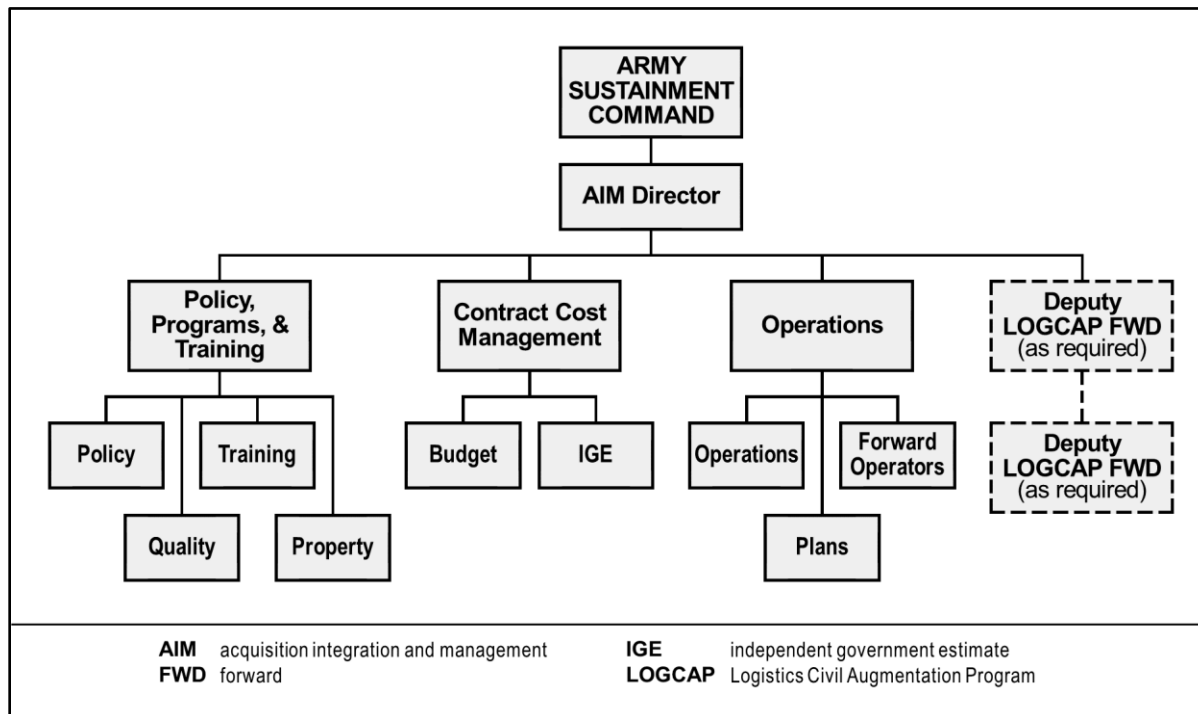 ARMY
SUSTAINMENT
COMMAND
AIM Director
Policy,
Programs, &
Training
Contract Cost
Management
Operations
Deputy
LOGCAP FWD
(as required)
Policy
Training
Budget
IGE
Operations
Forward
Operators
Deputy
LOGCAP FWD
(as required)
Quality
Property
Plans
AIM acquisition integration and management
FWD forward
IGE independent government estimate
LOGCAP Logistics Civil Augmentation Program